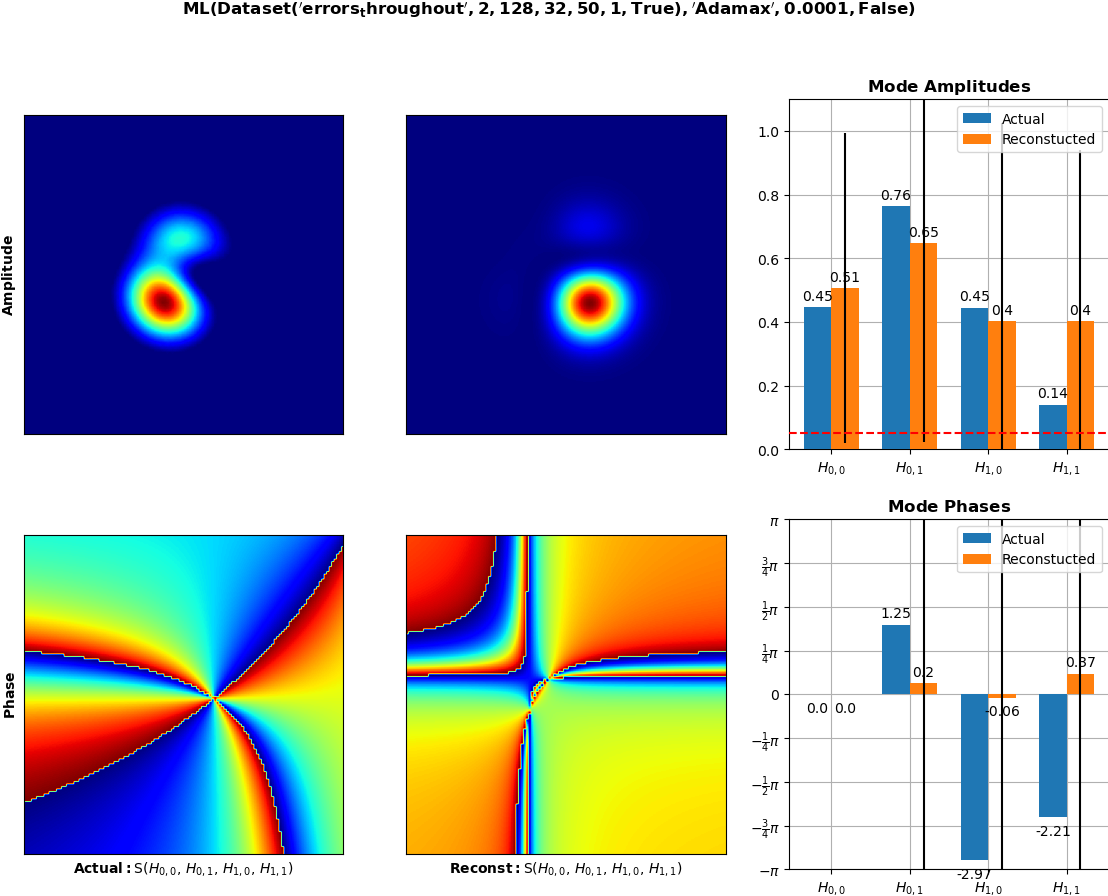 ML(Dataset('errors_throughout', 2, 128, 32, 50, 1, True), 'Adamax', 0.0001, False)
Amplitude
Mode Amplitudes
Actual
Reconstucted
1.0
0.8
0.6
0.4
0.2
0.0
0.45
0.51
0.76
0.65
0.45
0.4
0.14
0.4
H0,0
H0,1
H1,0
H1,1
Phase
Actual: S(H0,0, H0,1, H1,0, H1,1)
Reconst: S(H0,0, H0,1, H1,0, H1,1)
Mode Phases
Actual
Reconstucted
π
3/4π
1/2π
1/4π
0
−1/4π
−1/2π
−3/4π
−π
0.0
0.0
1.25
0.2
-2.97
-0.06
-2.21
0.37
H0,0
H0,1
H1,0
H1,1